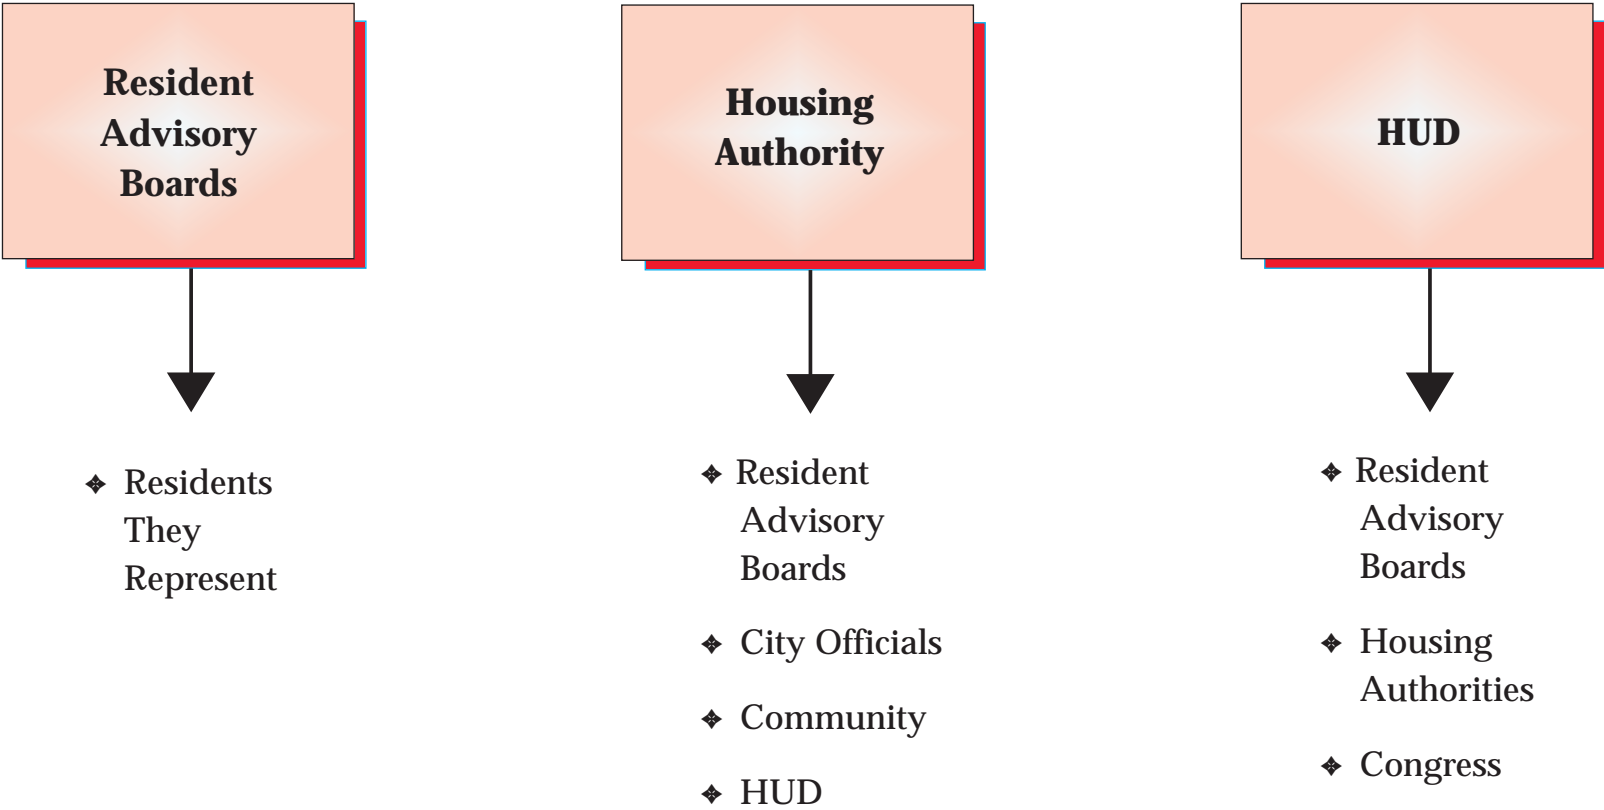 Resident
Advisory
Boards
❖ Residents
They
Represent
Housing
Authority
❖ Resident
Advisory
Boards
❖ City Officials
❖ Community
❖ HUD
HUD
❖ Resident
Advisory
Boards
❖ Housing
Authorities
❖ Congress